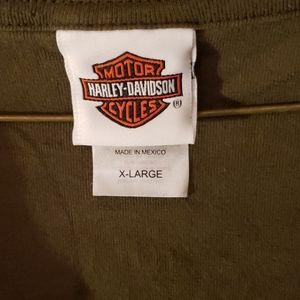 MOTOR
HARLEY-DAVIDSON
CYCLES
®
MADE IN MEXICO
X-LARGE